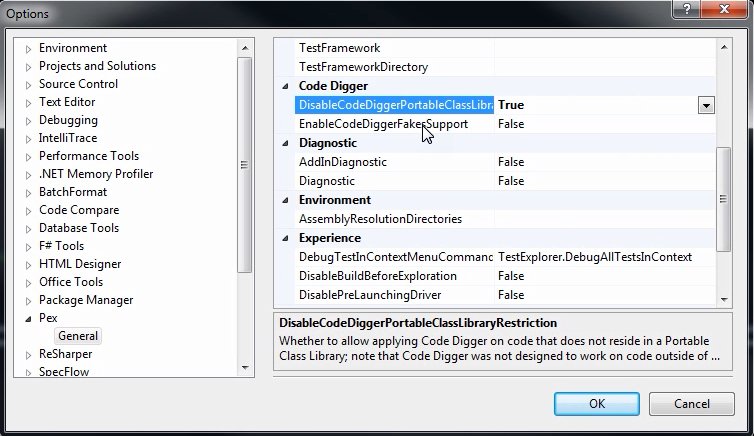 Options
?
Environment
Projects and Solutions
Source Control
Text Editor
Debugging
IntelliTrace
Performance Tools
.NET Memory Profiler
BatchFormat
Code Compare
Database Tools
F# Tools
HTML Designer
Office Tools
Package Manager
Pex
General
ReSharper
SpecFlow
TestFramework
TestFrameworkDirectory
Code Digger
DisableCodeDiggerPortableClassLibra True
EnableCodeDiggerFakesSupport False
Diagnostic
AddInDiagnostic False
Diagnostic False
Environment
AssemblyResolutionDirectories
Experience
DebugTestInContextMenuCommand TestExplorer.DebugAllTestsInContext
DisableBuildBeforeExploration False
DisablePreLaunchingDriver False
DisableCodeDiggerPortableClassLibraryRestriction
Whether to allow applying Code Digger on code that does not reside in a Portable
Class Library; note that Code Digger was not designed to work on code outside of ...
OK
Cancel